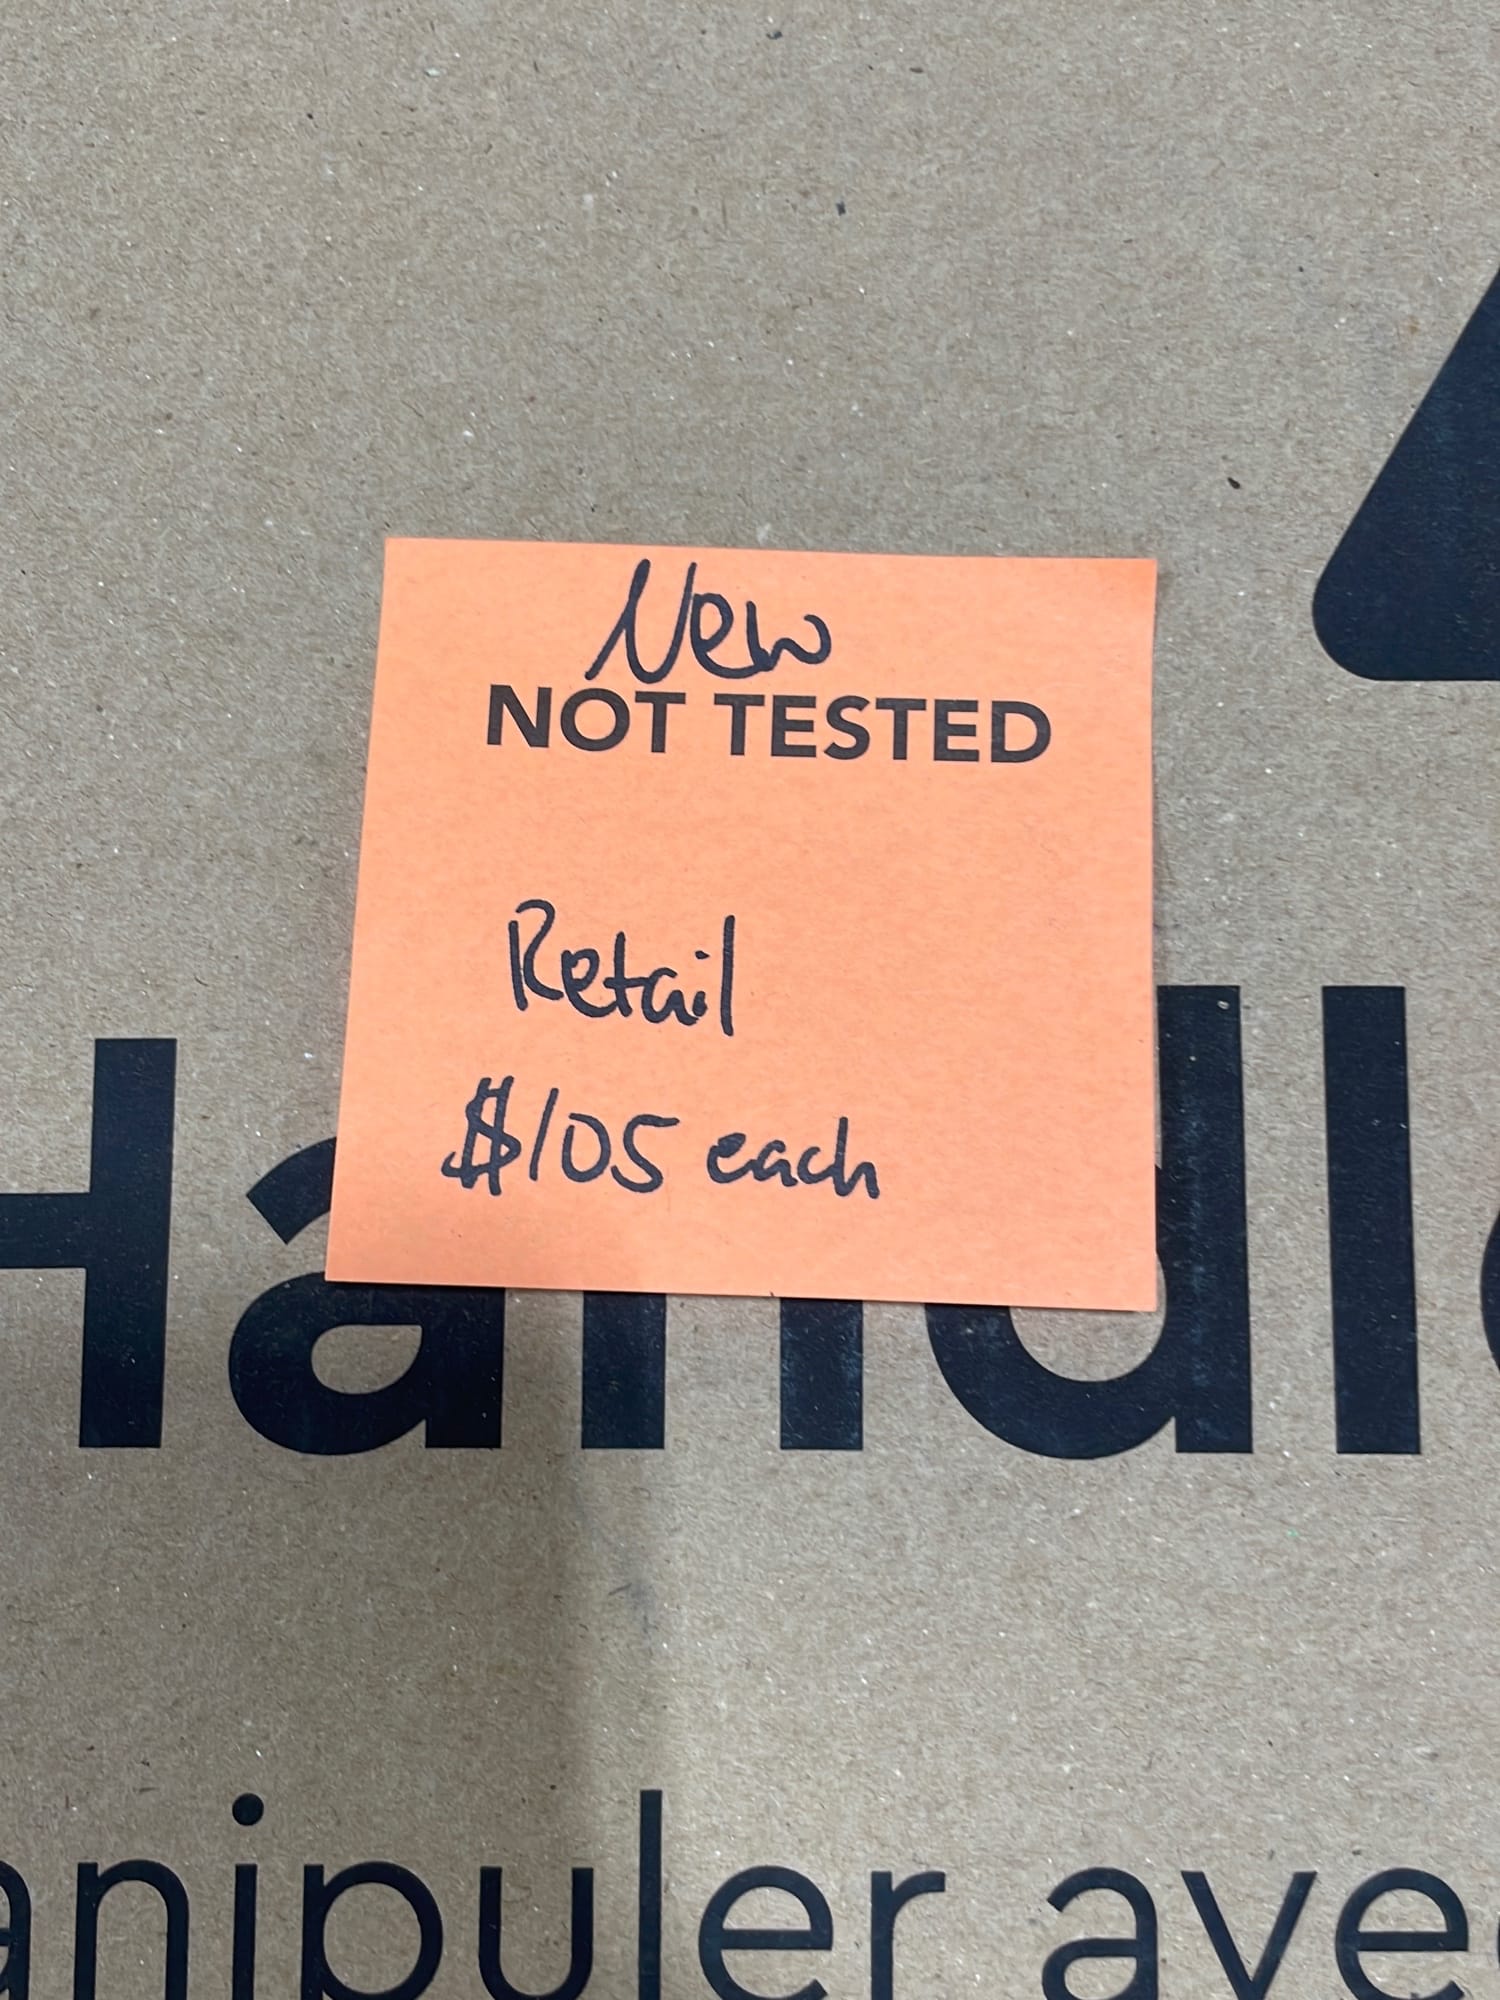 New
NOT TESTED
Retail
$105 each
Handl
anipuler avec